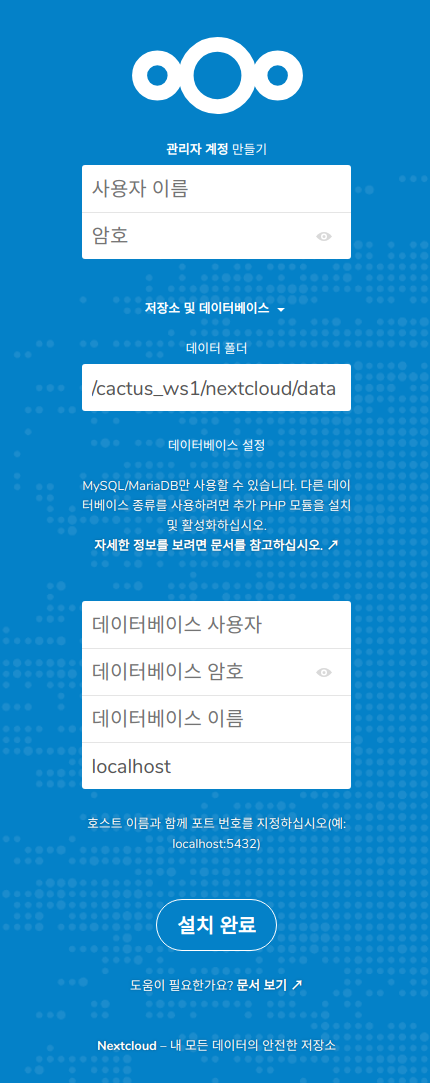 관리자 계정 만들기
사용자 이름
암호
저장소 및 데이터베이스
데이터 폴더
/cactus_ws1/nextcloud/data
데이터베이스 설정
MySQL/MariaDB만 사용할 수 있습니다. 다른 데이
터베이스 종류를 사용하려면 추가 PHP 모듈을 설치
및 활성화하십시오.
자세한 정보를 보려면 문서를 참고하십시오. ↗
데이터베이스 사용자
데이터베이스 암호
데이터베이스 이름
localhost
호스트 이름과 함께 포트 번호를 지정하십시오(예:
localhost:5432)
설치 완료
도움이 필요한가요? 문서 보기 ↗
Nextcloud – 내 모든 데이터의 안전한 저장소